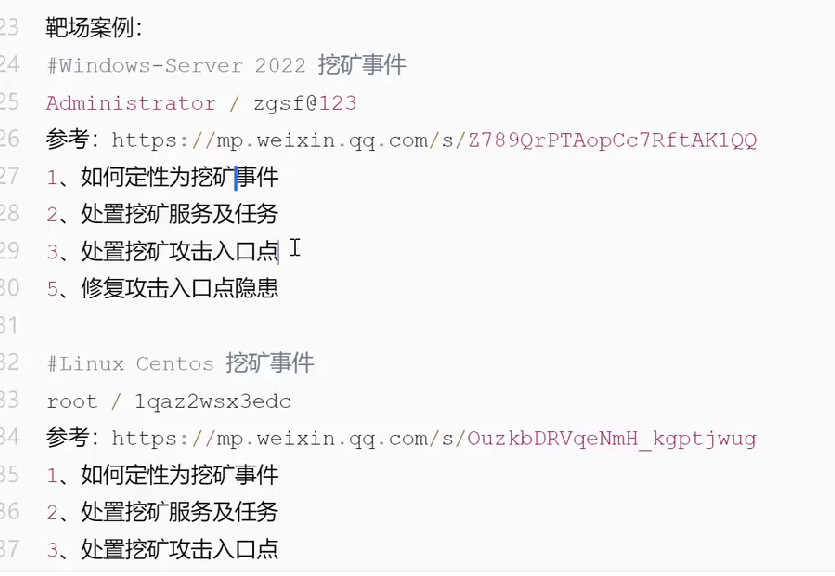 23 靶场案例：
24 #Windows-Server 2022 挖矿事件
25 Administrator / zgsf@123
26 参考：https://mp.weixin.qq.com/s/Z789QrPTAopCc7RftAK1QQ
27 1、如何定性为挖矿事件
28 2、处置挖矿服务及任务
29 3、处置挖矿攻击入口点
30 5、修复攻击入口点隐患
31
32 #Linux Centos 挖矿事件
33 root / 1qaz2wsx3edc
34 参考：https://mp.weixin.qq.com/s/OuzkbDRVqeNmH_kgptjwug
35 1、如何定性为挖矿事件
36 2、处置挖矿服务及任务
37 3、处置挖矿攻击入口点